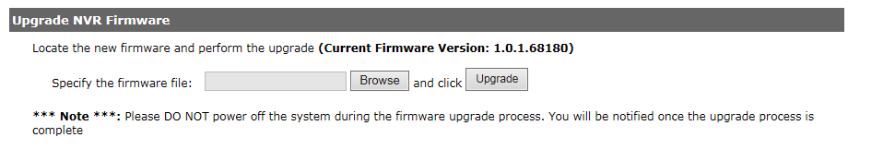 Upgrade NVR Firmware
Locate the new firmware and perform the upgrade (Current Firmware Version: 1.0.1.68180)
Specify the firmware file: Browse and click Upgrade
*** Note ***: Please DO NOT power off the system during the firmware upgrade process. You will be notified once the upgrade process is
complete